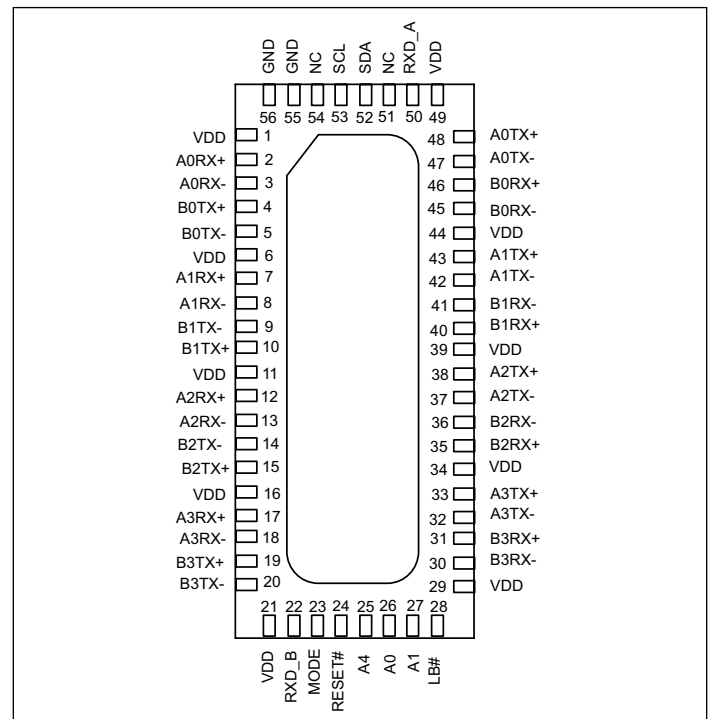 GND GND NC SCL SDA NC RXD_A VDD
56 55 54 53 52 51 50 49
VDD 1
A0RX+ 2
A0RX- 3
B0TX+ 4
B0TX- 5
VDD 6
A1RX+ 7
A1RX- 8
B1TX- 9
B1TX+ 10
VDD 11
A2RX+ 12
A2RX- 13
B2TX- 14
B2TX+ 15
VDD 16
A3RX+ 17
A3RX- 18
B3TX+ 19
B3TX- 20
48 A0TX+
47 A0TX-
46 B0RX+
45 B0RX-
44 VDD
43 A1TX+
42 A1TX-
41 B1RX-
40 B1RX+
39 VDD
38 A2TX+
37 A2TX-
36 B2RX-
35 B2RX+
34 VDD
33 A3TX+
32 A3TX-
31 B3RX+
30 B3RX-
29 VDD
21 22 23 24 25 26 27 28
VDD RXD_B MODE RESET# A4 A0 A1 LB#